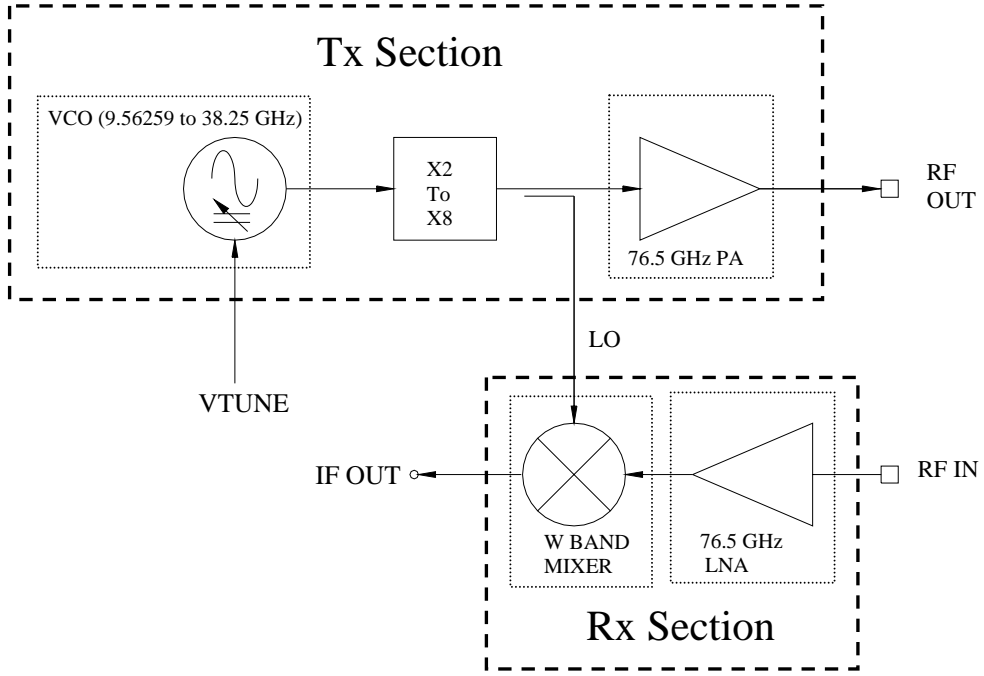 Tx Section
VCO (9.56259 to 38.25 GHz)
X2
To
X8
76.5 GHz PA
RF
OUT
LO
VTUNE
IF OUT
RF IN
W BAND
MIXER
76.5 GHz
LNA
Rx Section